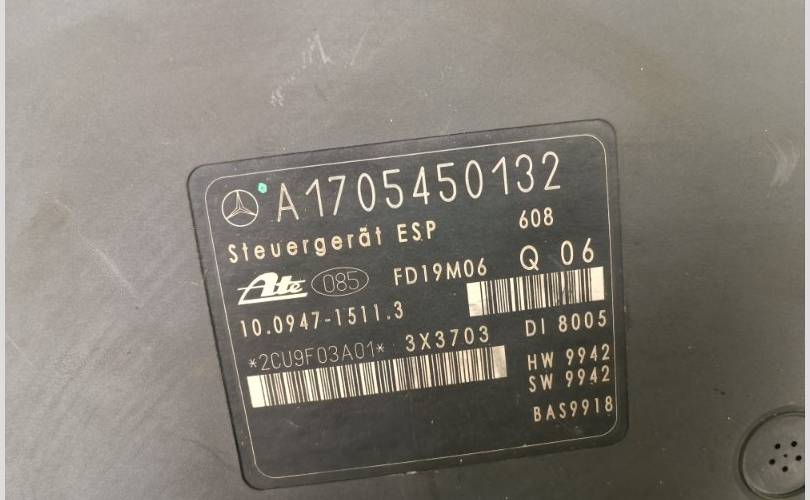 A1705450132
Steuergerät ESP 608
Ate 085 FD19M06 Q 06
10.0947-1511.3
*2CU9F03A01* 3X3703 DI 8005
HW 9942
SW 9942
BAS9918